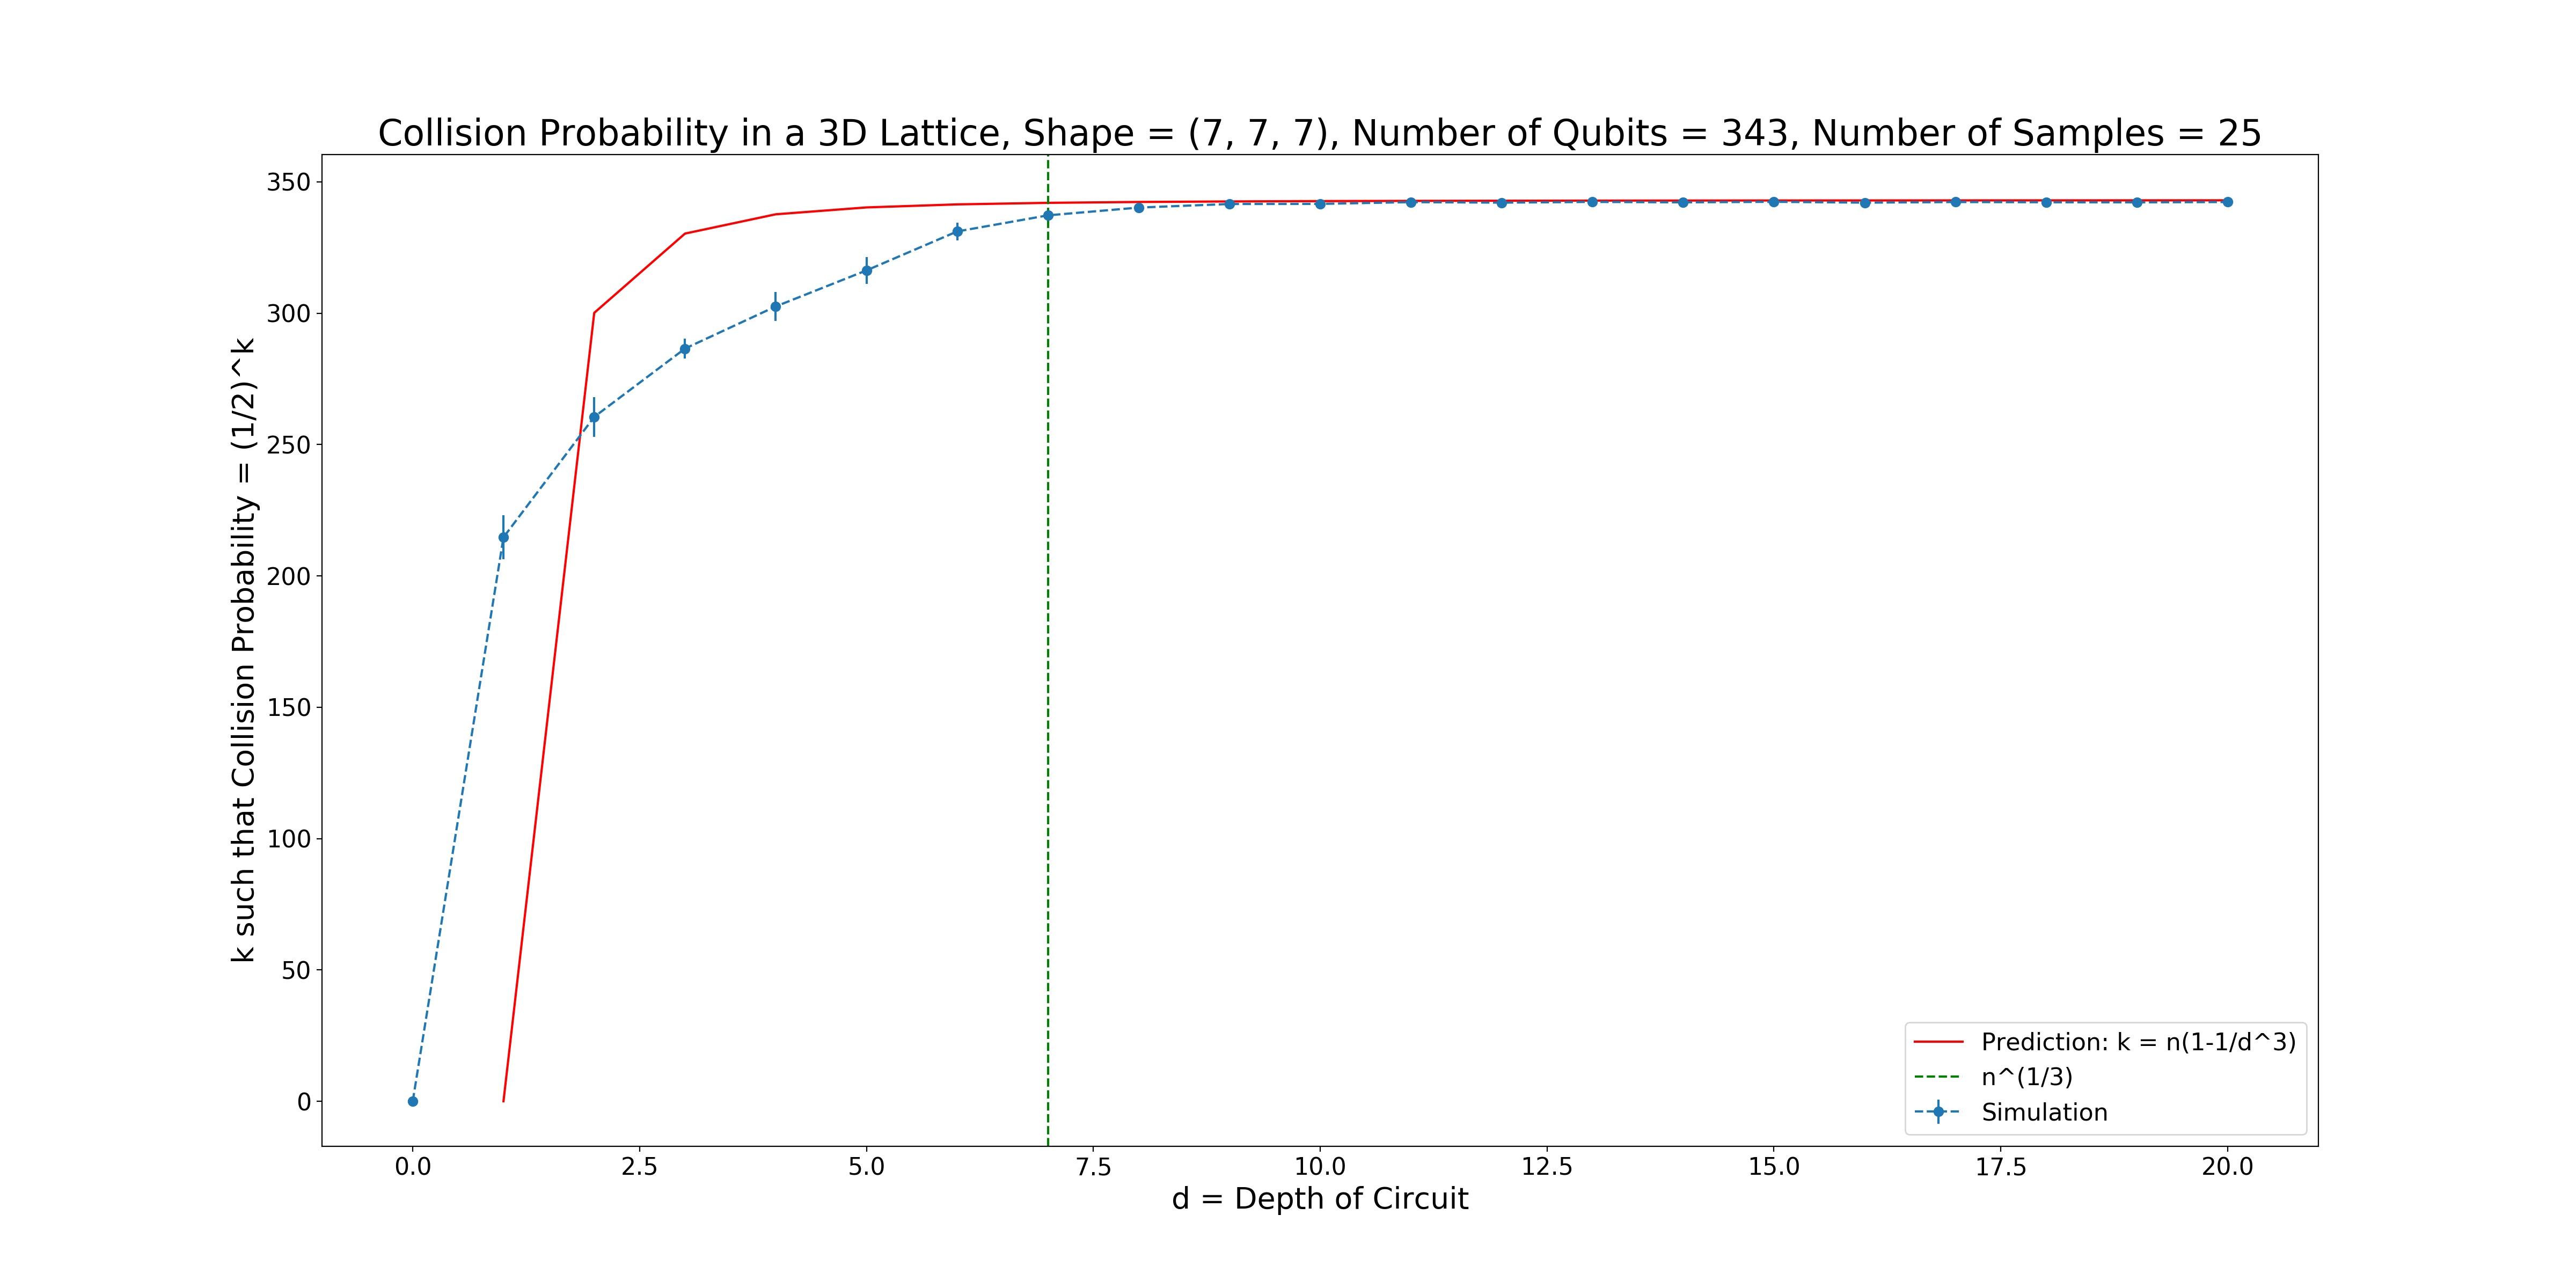 Collision Probability in a 3D Lattice, Shape = (7, 7, 7), Number of Qubits = 343, Number of Samples = 25
k such that Collision Probability = (1/2)^k
350
300
250
200
150
100
50
0
0.0 2.5 5.0 7.5 10.0 12.5 15.0 17.5 20.0
d = Depth of Circuit
Prediction: k = n(1-1/d^3)
n^(1/3)
Simulation